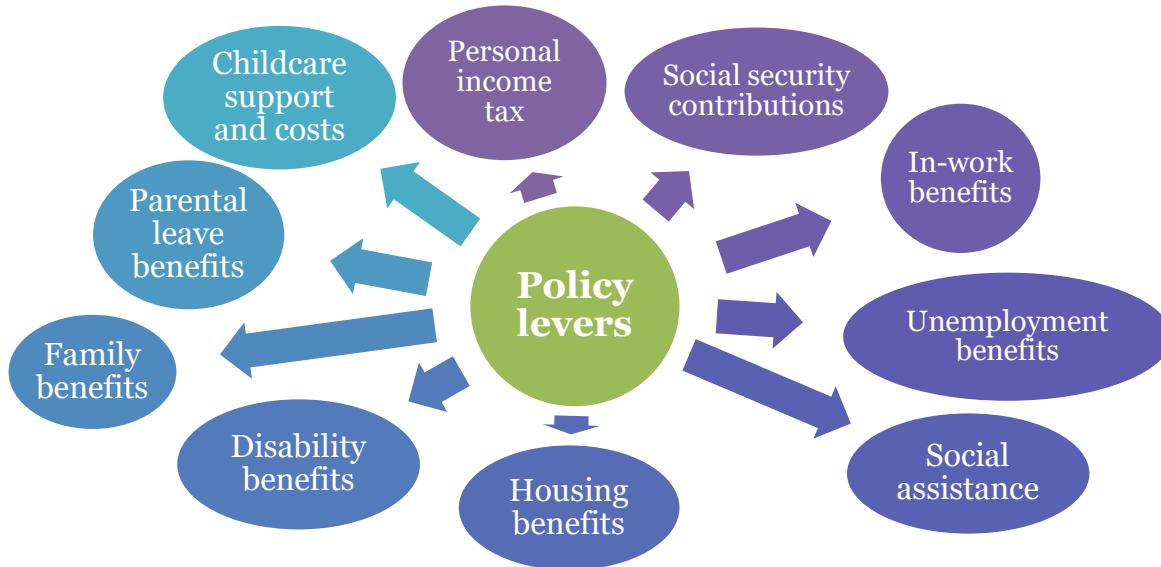 Childcare
support
and costs
Personal
income
tax
Social security
contributions
In-work
benefits
Parental
leave
benefits
Policy
levers
Unemployment
benefits
Family
benefits
Disability
benefits
Housing
benefits
Social
assistance